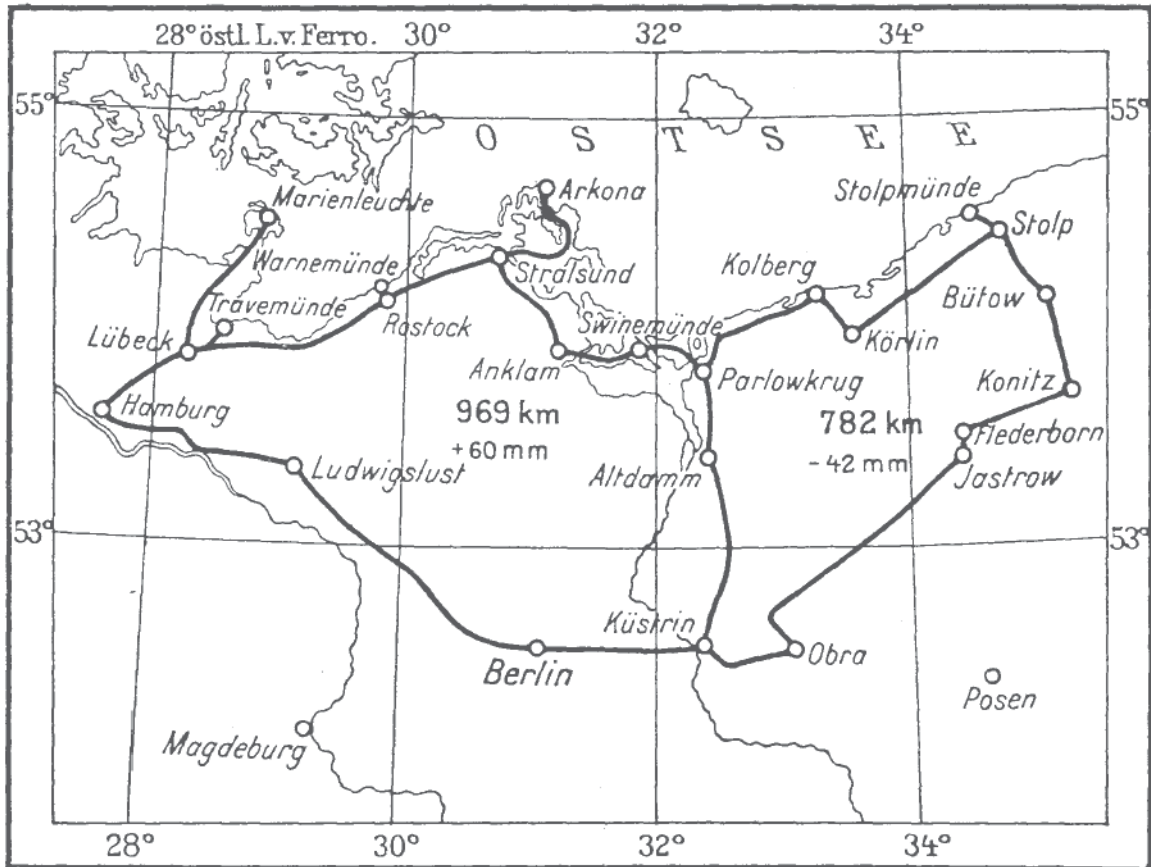 28° östl. L.v. Ferro. 30° 32° 34°
55° 55°
O S T S E E
Arkona
Marienleuchte
Stolpmünde
Stolp
Warnemünde
Stralsund
Kolberg
Bütow
Travemünde
Rostock
Swinemünde
Lübeck
Körlin
Anklam
Parlowkrug
Konitz
Hamburg
969 km
782 km
Flederborn
+60 mm
-42 mm
Ludwigslust
Altdamm
Jastrow
53° 53°
Küstrin
Obra
Berlin
Posen
Magdeburg
28° 30° 32° 34°